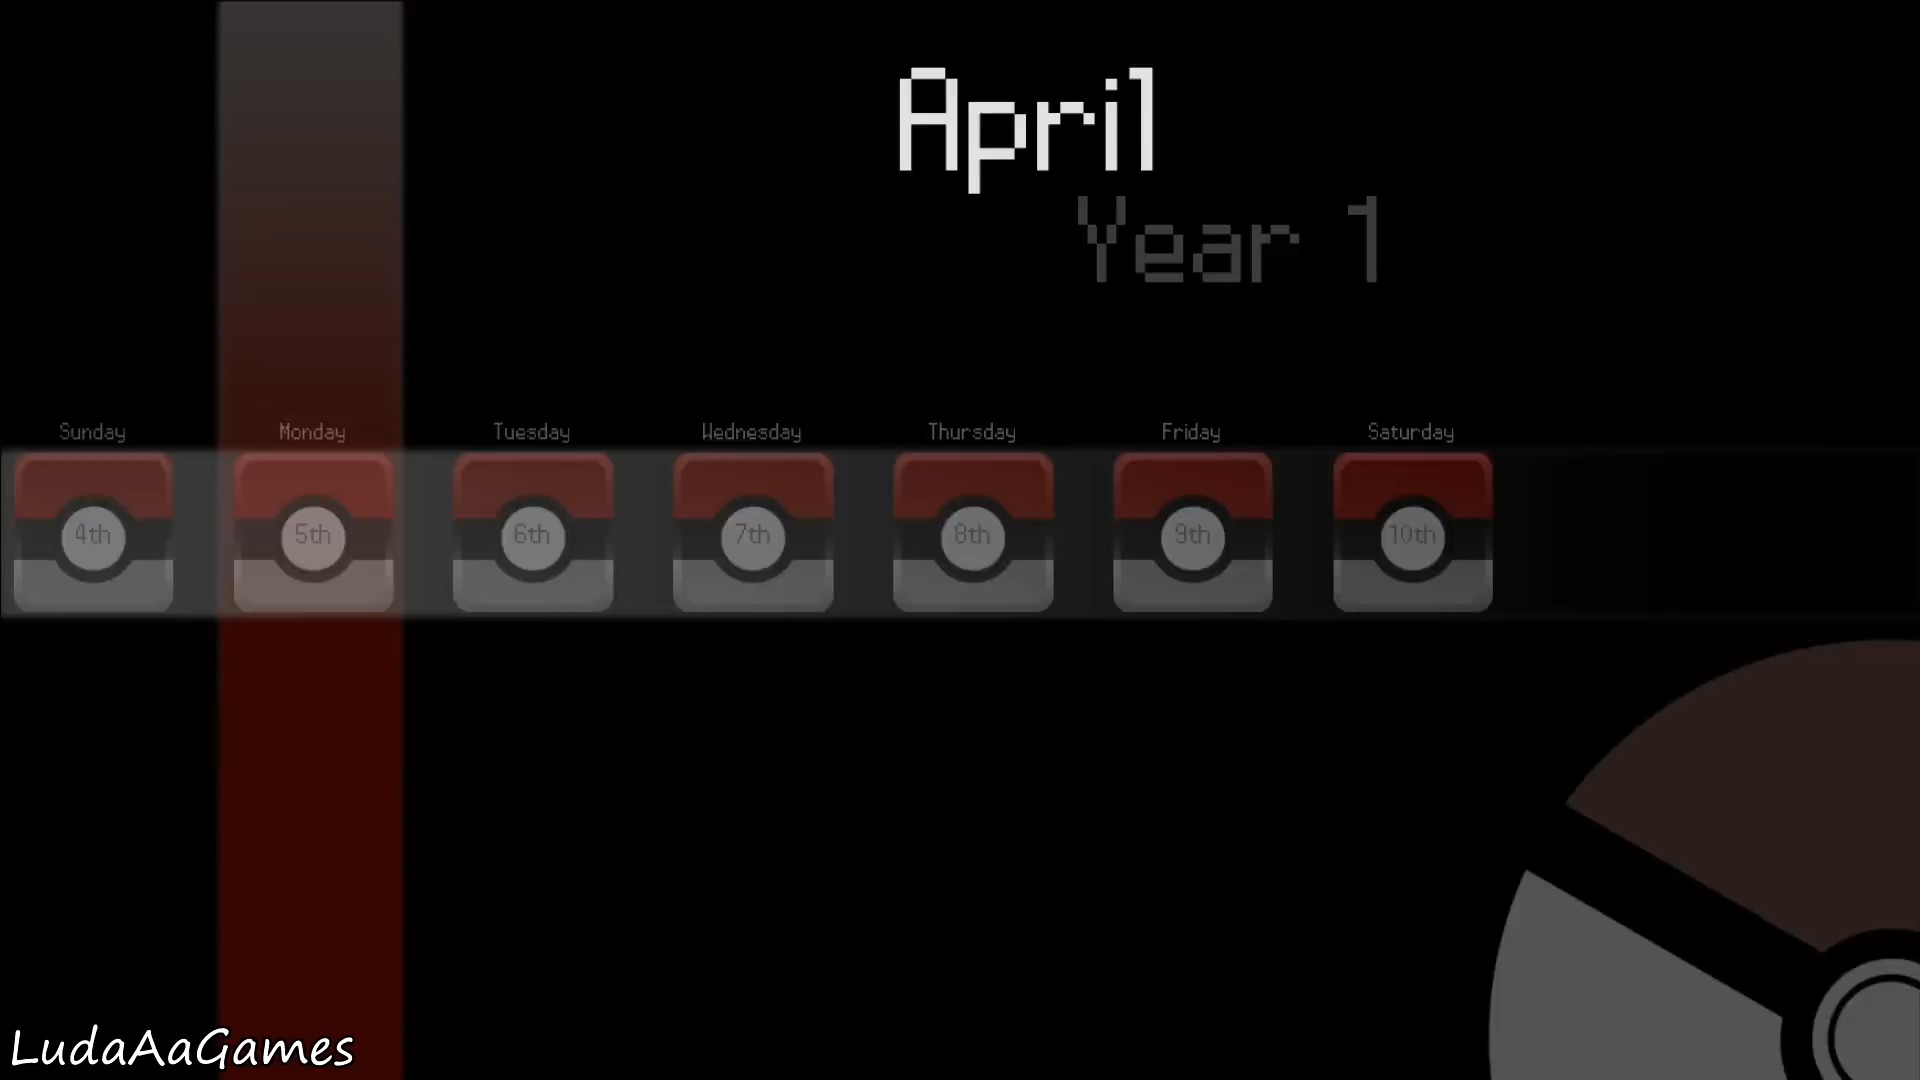 April
Year 1
Sunday Monday Tuesday Wednesday Thursday Friday Saturday
4th 5th 6th 7th 8th 9th 10th
LudaAaGames